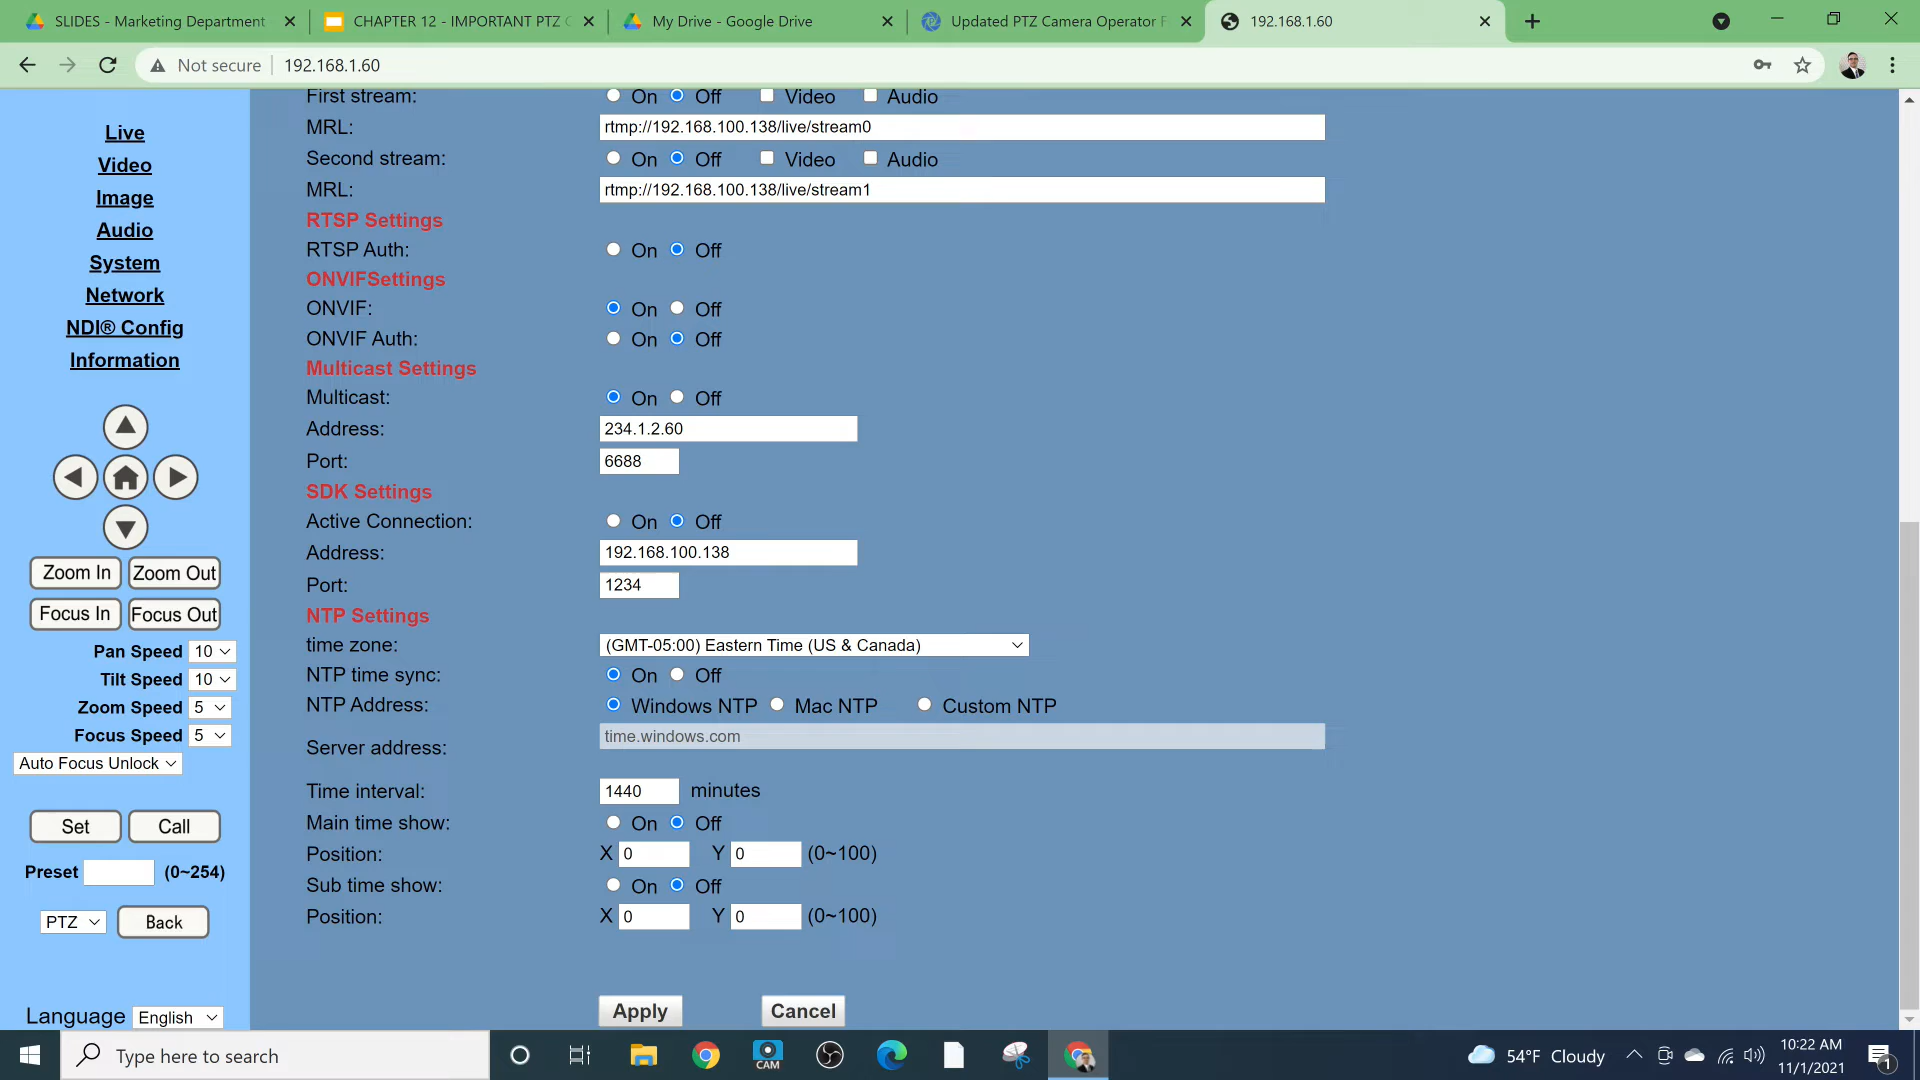 SLIDES - Marketing Department
CHAPTER 12 - IMPORTANT PTZ C
My Drive - Google Drive
Updated PTZ Camera Operator F
192.168.1.60
Not secure
192.168.1.60
Live
Video
Image
Audio
System
Network
NDI® Config
Information
Zoom In Zoom Out
Focus In Focus Out
Pan Speed 10
Tilt Speed 10
Zoom Speed 5
Focus Speed 5
Auto Focus Unlock
Set Call
Preset (0~254)
PTZ Back
Language English
First stream: On Off Video Audio
MRL: rtmp://192.168.100.138/live/stream0
Second stream: On Off Video Audio
MRL: rtmp://192.168.100.138/live/stream1
RTSP Settings
RTSP Auth: On Off
ONVIFSettings
ONVIF: On Off
ONVIF Auth: On Off
Multicast Settings
Multicast: On Off
Address: 234.1.2.60
Port: 6688
SDK Settings
Active Connection: On Off
Address: 192.168.100.138
Port: 1234
NTP Settings
time zone: (GMT-05:00) Eastern Time (US & Canada)
NTP time sync: On Off
NTP Address: Windows NTP Mac NTP Custom NTP
Server address: time.windows.com
Time interval: 1440 minutes
Main time show: On Off
Position: X 0 Y 0 (0~100)
Sub time show: On Off
Position: X 0 Y 0 (0~100)
Apply Cancel
Type here to search
CAM
54°F Cloudy
10:22 AM
11/1/2021
1